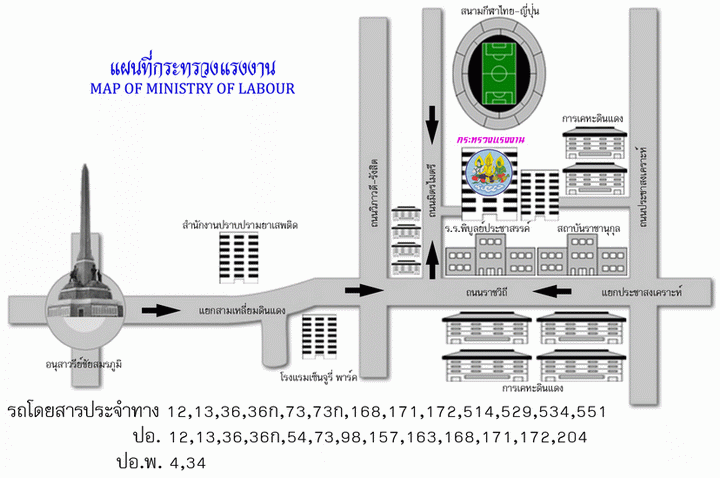 สนามกีฬาไทย-ญี่ปุ่น
แผนที่กระทรวงแรงงาน
MAP OF MINISTRY OF LABOUR
การเคหะดินแดง
กระทรวงแรงงาน
ถนนวิภาวดี-รังสิต
ถนนมิตรไมตรี
ถนนประชาสงเคราะห์
สำนักงานปราบปรามยาเสพติด
ร.ร.พิบูลย์ประชาสรรค์
สถาบันราชานุกูล
ถนนราชวิถี
แยกประชาสงเคราะห์
แยกสามเหลี่ยมดินแดง
อนุสาวรีย์ชัยสมรภูมิ
โรงแรมเซ็นจูรี่ พาร์ค
การเคหะดินแดง
รถโดยสารประจำทาง 12,13,36,36ก,73,73ก,168,171,172,514,529,534,551
ปอ. 12,13,36,36ก,54,73,98,157,163,168,171,172,204
ปอ.พ. 4,34